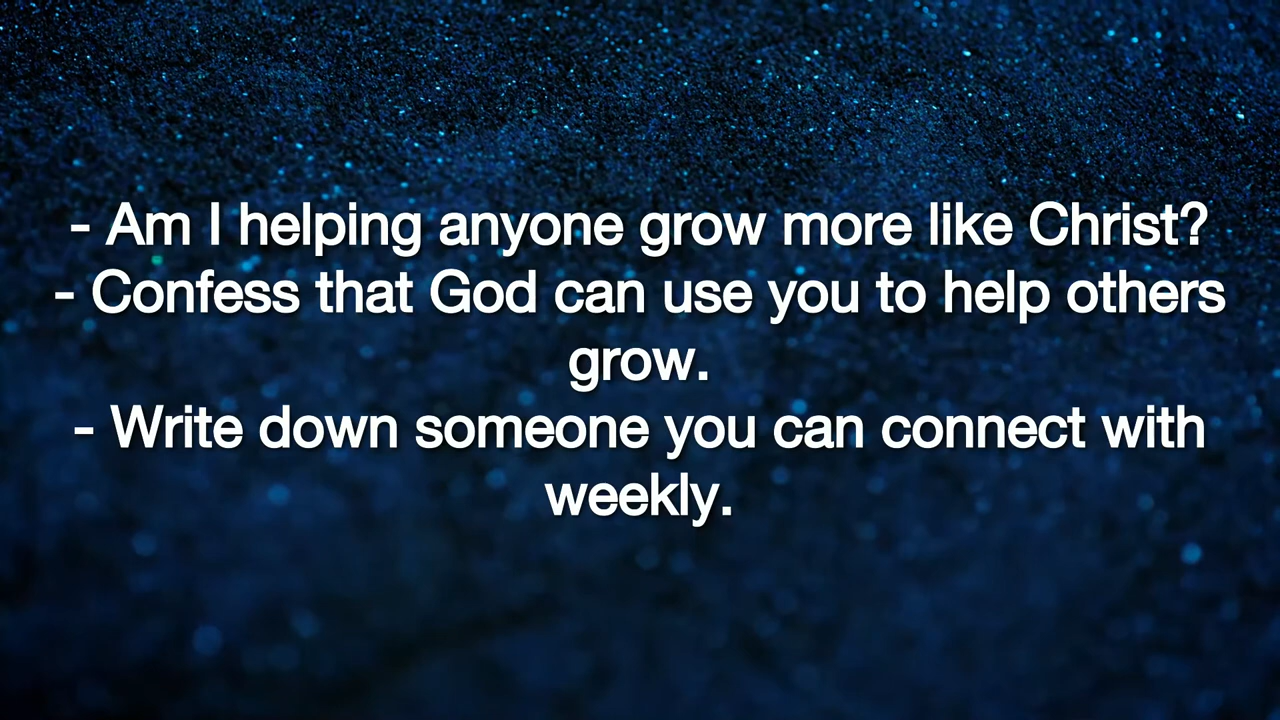 - Am I helping anyone grow more like Christ?
- Confess that God can use you to help others
grow.
- Write down someone you can connect with
weekly.